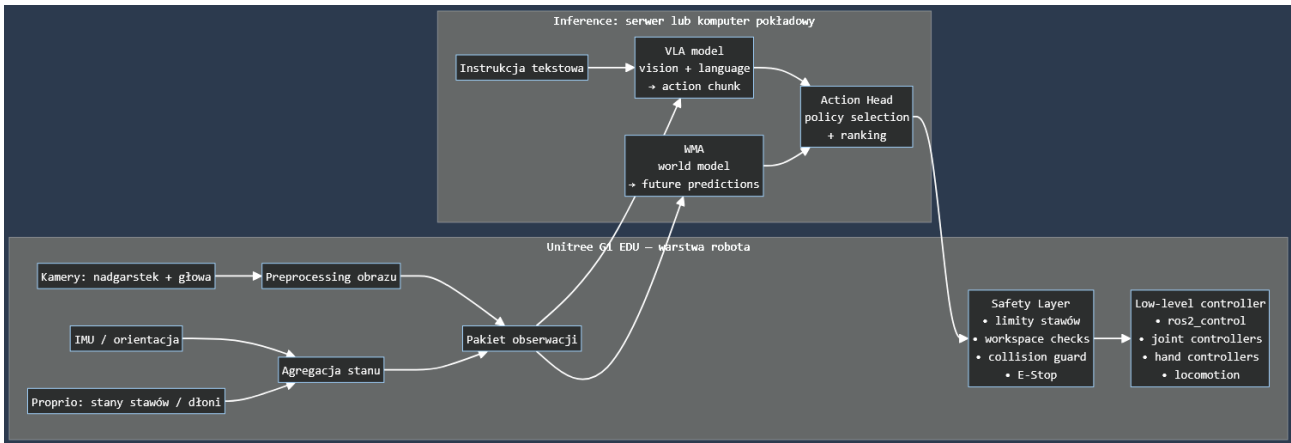 Inference: serwer lub komputer pokładowy
Instrukcja tekstowa
VLA model
vision + language
→ action chunk
WMA
world model
→ future predictions
Action Head
policy selection
+ ranking
Unitree G1 EDU — warstwa robota
Kamery: nadgarstek + głowa
Preprocessing obrazu
IMU / orientacja
Agregacja stanu
Proprio: stany stawów / dłoni
Pakiet obserwacji
Safety Layer
• limity stawów
• workspace checks
• collision guard
• E-Stop
Low-level controller
• ros2_control
• joint controllers
• hand controllers
• locomotion